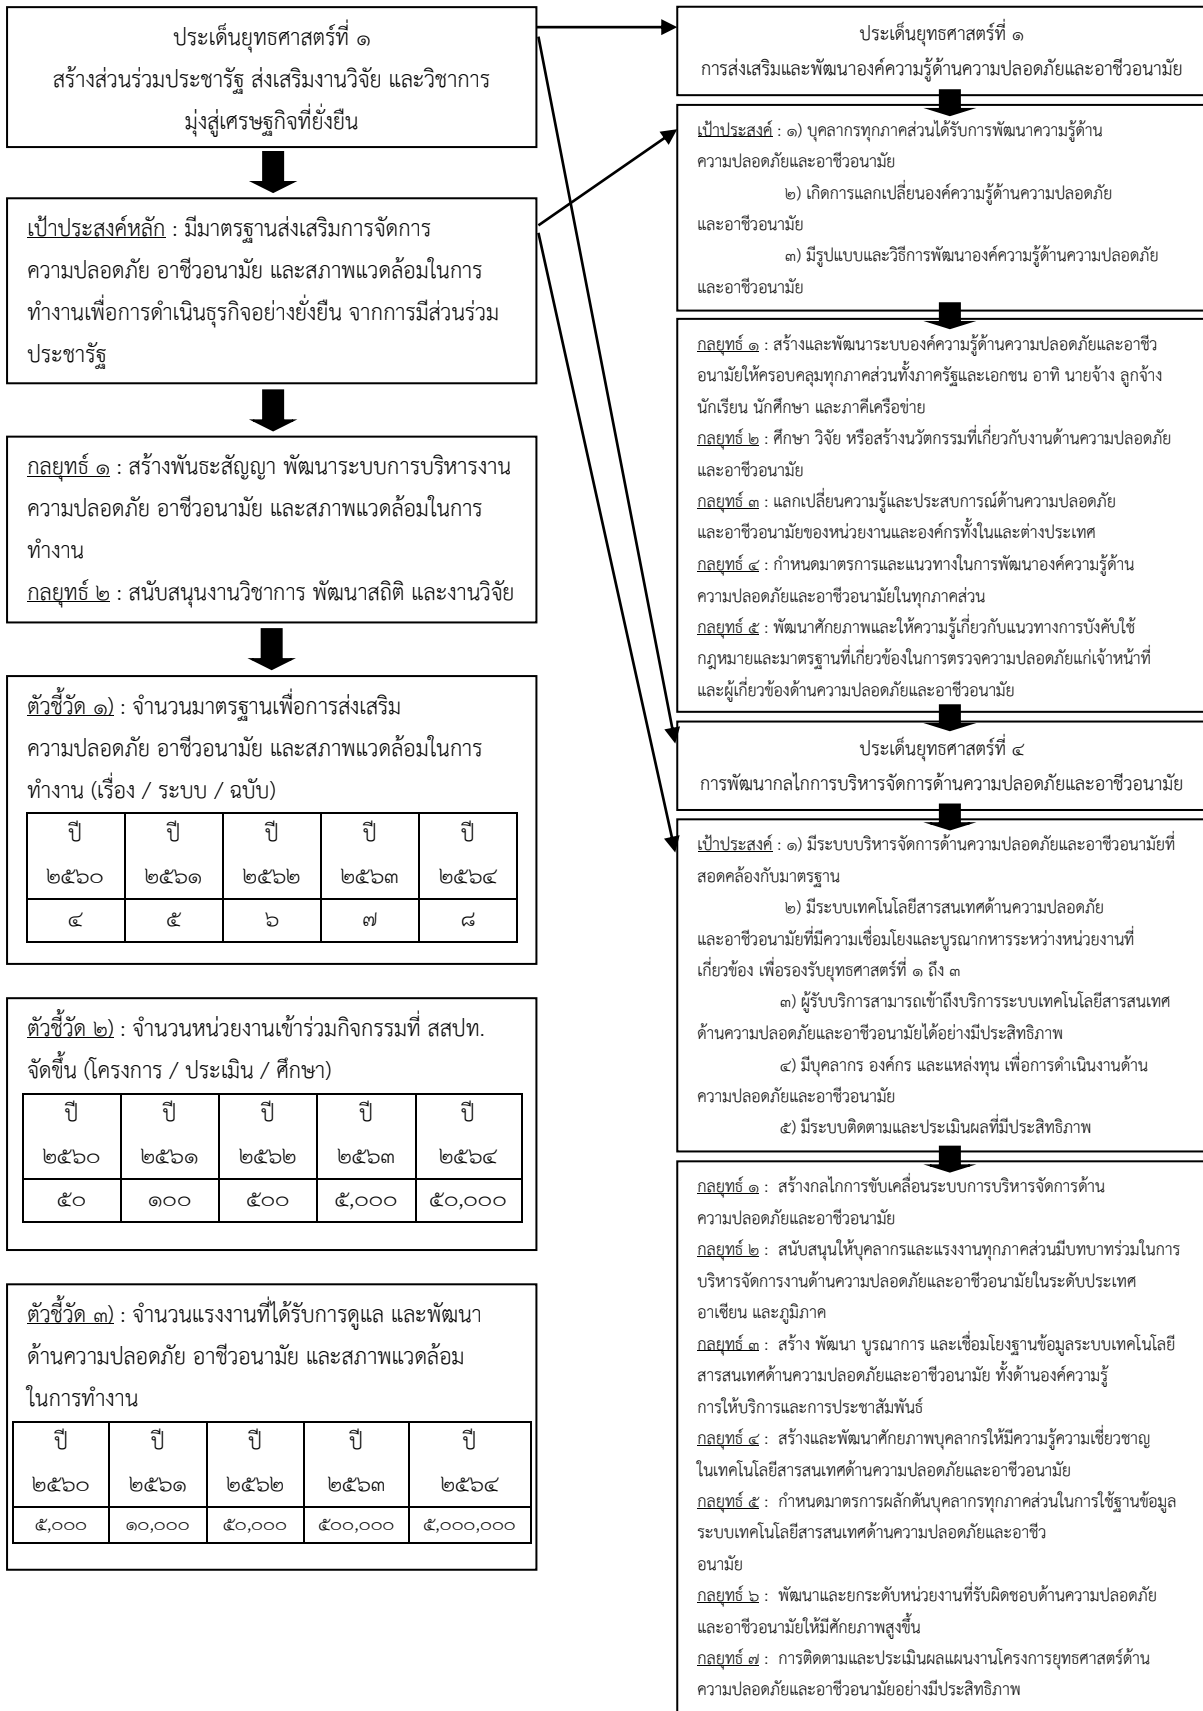 ประเด็นยุทธศาสตร์ที่ ๑
สร้างส่วนร่วมประชารัฐ ส่งเสริมงานวิจัย และวิชาการ
มุ่งสู่เศรษฐกิจที่ยั่งยืน
เป้าประสงค์หลัก : มีมาตรฐานส่งเสริมการจัดการ
ความปลอดภัย อาชีวอนามัย และสภาพแวดล้อมในการ
ทำงานเพื่อการดำเนินธุรกิจอย่างยั่งยืน จากการมีส่วนร่วม
ประชารัฐ
กลยุทธ์ ๑ : สร้างพันธะสัญญา พัฒนาระบบการบริหารงาน
ความปลอดภัย อาชีวอนามัย และสภาพแวดล้อมในการ
ทำงาน
กลยุทธ์ ๒ : สนับสนุนงานวิชาการ พัฒนาสถิติ และงานวิจัย
ตัวชี้วัด ๑) : จำนวนมาตรฐานเพื่อการส่งเสริม
ความปลอดภัย อาชีวอนามัย และสภาพแวดล้อมในการ
ทำงาน (เรื่อง / ระบบ / ฉบับ)
ปี ปี ปี ปี ปี
๒๕๖๐ ๒๕๖๑ ๒๕๖๒ ๒๕๖๓ ๒๕๖๔
๔ ๕ ๖ ๗ ๘
ตัวชี้วัด ๒) : จำนวนหน่วยงานเข้าร่วมกิจกรรมที่ สสปท.
จัดขึ้น (โครงการ / ประเมิน / ศึกษา)
ปี ปี ปี ปี ปี
๒๕๖๐ ๒๕๖๑ ๒๕๖๒ ๒๕๖๓ ๒๕๖๔
๕๐ ๑๐๐ ๕๐๐ ๕,๐๐๐ ๕๐,๐๐๐
ตัวชี้วัด ๓) : จำนวนแรงงานที่ได้รับการดูแล และพัฒนา
ด้านความปลอดภัย อาชีวอนามัย และสภาพแวดล้อม
ในการทำงาน
ปี ปี ปี ปี ปี
๒๕๖๐ ๒๕๖๑ ๒๕๖๒ ๒๕๖๓ ๒๕๖๔
๕,๐๐๐ ๑๐,๐๐๐ ๕๐,๐๐๐ ๕๐๐,๐๐๐ ๕,๐๐๐,๐๐๐
ประเด็นยุทธศาสตร์ที่ ๑
การส่งเสริมและพัฒนาองค์ความรู้ด้านความปลอดภัยและอาชีวอนามัย
เป้าประสงค์ : ๑) บุคลากรทุกภาคส่วนได้รับการพัฒนาความรู้ด้าน
ความปลอดภัยและอาชีวอนามัย
๒) เกิดการแลกเปลี่ยนองค์ความรู้ด้านความปลอดภัย
และอาชีวอนามัย
๓) มีรูปแบบและวิธีการพัฒนาองค์ความรู้ด้านความปลอดภัย
และอาชีวอนามัย
กลยุทธ์ ๑ : สร้างและพัฒนาระบบองค์ความรู้ด้านความปลอดภัยและอาชีว
อนามัยให้ครอบคลุมทุกภาคส่วนทั้งภาครัฐและเอกชน อาทิ นายจ้าง ลูกจ้าง
นักเรียน นักศึกษา และภาคีเครือข่าย
กลยุทธ์ ๒ : ศึกษา วิจัย หรือสร้างนวัตกรรมที่เกี่ยวกับงานด้านความปลอดภัย
และอาชีวอนามัย
กลยุทธ์ ๓ : แลกเปลี่ยนความรู้และประสบการณ์ด้านความปลอดภัย
และอาชีวอนามัยของหน่วยงานและองค์กรทั้งในและต่างประเทศ
กลยุทธ์ ๔ : กำหนดมาตรการและแนวทางในการพัฒนาองค์ความรู้ด้าน
ความปลอดภัยและอาชีวอนามัยในทุกภาคส่วน
กลยุทธ์ ๕ : พัฒนาศักยภาพและให้ความรู้เกี่ยวกับแนวทางการบังคับใช้
กฎหมายและมาตรฐานที่เกี่ยวข้องในการตรวจความปลอดภัยแก่เจ้าหน้าที่
และผู้เกี่ยวข้องด้านความปลอดภัยและอาชีวอนามัย
ประเด็นยุทธศาสตร์ที่ ๔
การพัฒนากลไกการบริหารจัดการด้านความปลอดภัยและอาชีวอนามัย
เป้าประสงค์ : ๑) มีระบบบริหารจัดการด้านความปลอดภัยและอาชีวอนามัยที่
สอดคล้องกับมาตรฐาน
๒) มีระบบเทคโนโลยีสารสนเทศด้านความปลอดภัย
และอาชีวอนามัยที่มีความเชื่อมโยงและบูรณากหารระหว่างหน่วยงานที่
เกี่ยวข้อง เพื่อรองรับยุทธศาสตร์ที่ ๑ ถึง ๓
๓) ผู้รับบริการสามารถเข้าถึงบริการระบบเทคโนโลยีสารสนเทศ
ด้านความปลอดภัยและอาชีวอนามัยได้อย่างมีประสิทธิภาพ
๔) มีบุคลากร องค์กร และแหล่งทุน เพื่อการดำเนินงานด้าน
ความปลอดภัยและอาชีวอนามัย
๕) มีระบบติดตามและประเมินผลที่มีประสิทธิภาพ
กลยุทธ์ ๑ : สร้างกลไกการขับเคลื่อนระบบการบริหารจัดการด้าน
ความปลอดภัยและอาชีวอนามัย
กลยุทธ์ ๒ : สนับสนุนให้บุคลากรและแรงงานทุกภาคส่วนมีบทบาทร่วมในการ
บริหารจัดการงานด้านความปลอดภัยและอาชีวอนามัยในระดับประเทศ
อาเซียน และภูมิภาค
กลยุทธ์ ๓ : สร้าง พัฒนา บูรณาการ และเชื่อมโยงฐานข้อมูลระบบเทคโนโลยี
สารสนเทศด้านความปลอดภัยและอาชีวอนามัย ทั้งด้านองค์ความรู้
การให้บริการและการประชาสัมพันธ์
กลยุทธ์ ๔ : สร้างและพัฒนาศักยภาพบุคลากรให้มีความรู้ความเชี่ยวชาญ
ในเทคโนโลยีสารสนเทศด้านความปลอดภัยและอาชีวอนามัย
กลยุทธ์ ๕ : กำหนดมาตรการผลักดันบุคลากรทุกภาคส่วนในการใช้ฐานข้อมูล
ระบบเทคโนโลยีสารสนเทศด้านความปลอดภัยและอาชีว
อนามัย
กลยุทธ์ ๖ : พัฒนาและยกระดับหน่วยงานที่รับผิดชอบด้านความปลอดภัย
และอาชีวอนามัยให้มีศักยภาพสูงขึ้น
กลยุทธ์ ๗ : การติดตามและประเมินผลแผนงานโครงการยุทธศาสตร์ด้าน
ความปลอดภัยและอาชีวอนามัยอย่างมีประสิทธิภาพ